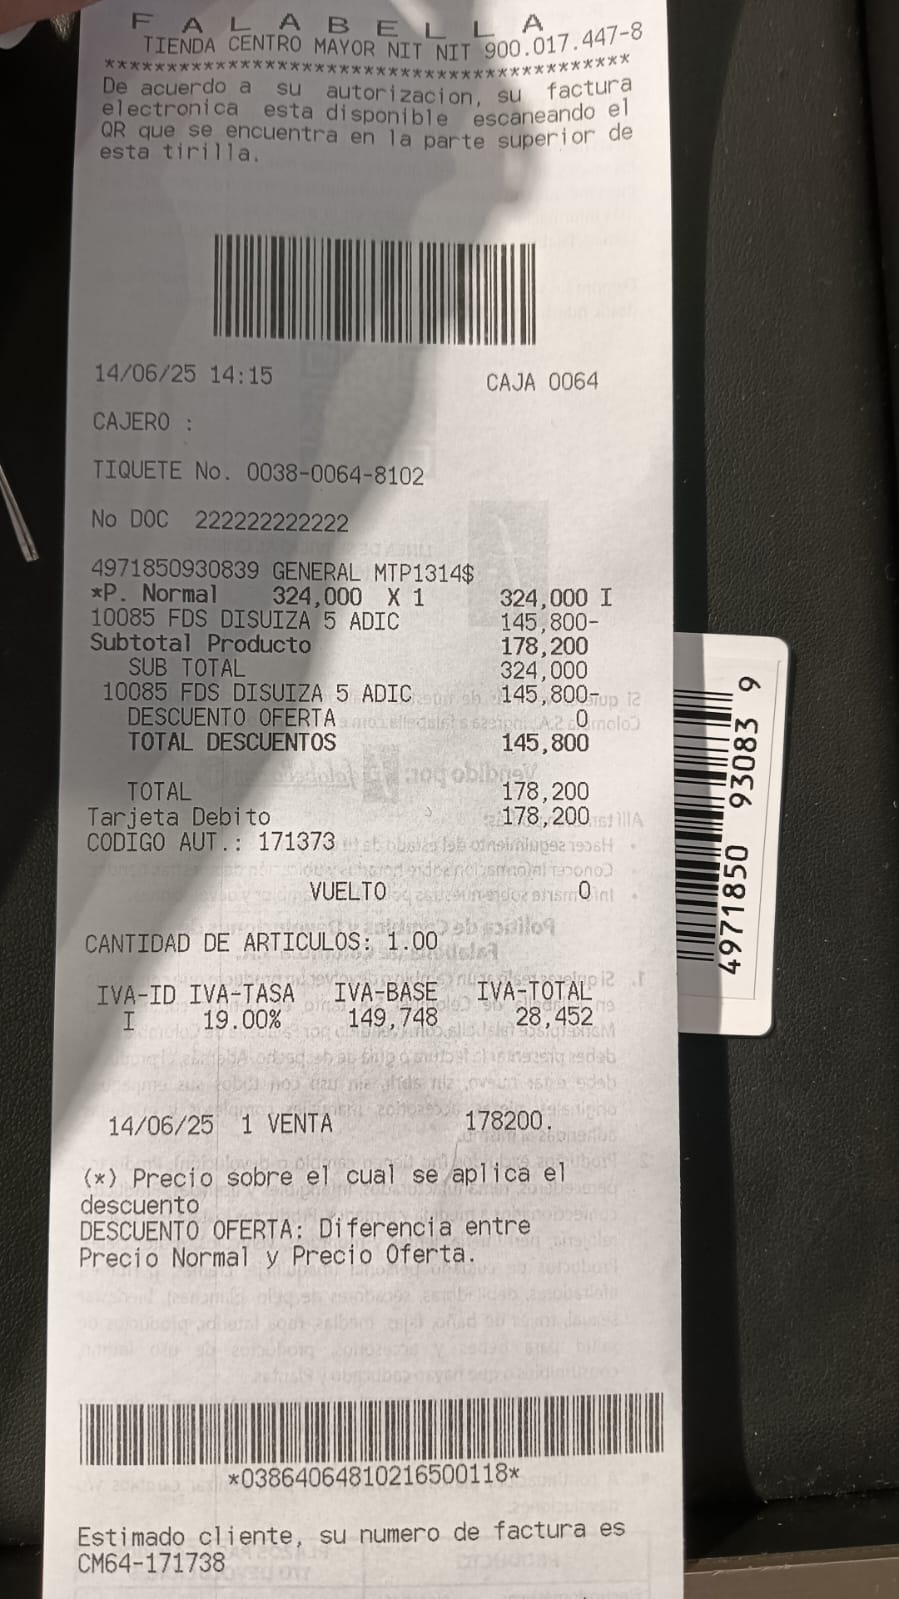 F A L A B E L L A
TIENDA CENTRO MAYOR NIT NIT 900.017.447-8
*******************************************
De acuerdo a su autorizacion, su factura
electronica esta disponible escaneando el
QR que se encuentra en la parte superior de
esta tirilla.
14/06/25 14:15 CAJA 0064
CAJERO :
TIQUETE No. 0038-0064-8102
No DOC 222222222222
4971850930839 GENERAL MTP1314$
*P. Normal 324,000 X 1 324,000 I
10085 FDS DISUIZA 5 ADIC 145,800-
Subtotal Producto 178,200
SUB TOTAL 324,000
10085 FDS DISUIZA 5 ADIC 145,800-
DESCUENTO OFERTA 0
TOTAL DESCUENTOS 145,800
TOTAL 178,200
Tarjeta Debito 178,200
CODIGO AUT.: 171373
VUELTO 0
CANTIDAD DE ARTICULOS: 1.00
IVA-ID IVA-TASA IVA-BASE IVA-TOTAL
I 19.00% 149,748 28,452
14/06/25 1 VENTA 178200.
(*) Precio sobre el cual se aplica el
descuento
DESCUENTO OFERTA: Diferencia entre
Precio Normal y Precio Oferta.
*03864064810216500118*
Estimado cliente, su numero de factura es
CM64-171738
4971850 93083 9